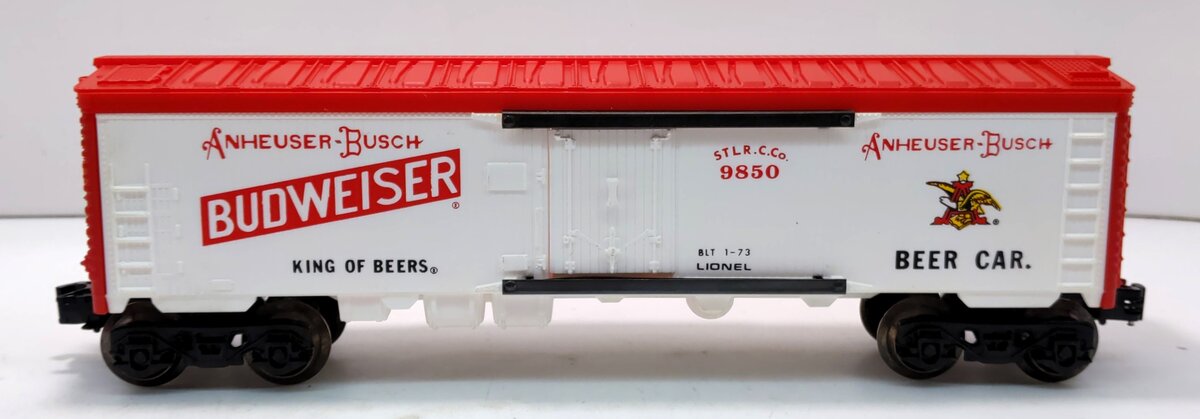 ANHEUSER-BUSCH
BUDWEISER®
KING OF BEERS®
STLR.C.Co.
9850
BLT 1-73
LIONEL
ANHEUSER-BUSCH
A
®
BEER CAR.